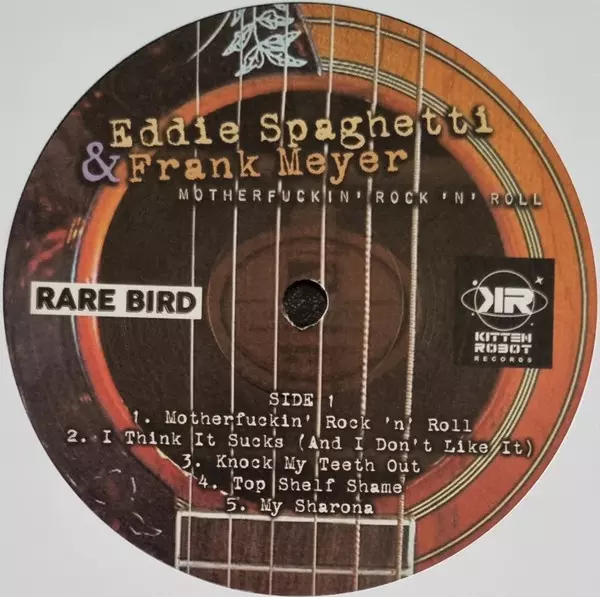 Eddie Spaghetti
& Frank Meyer
MOTHERFUCKIN' ROCK 'N' ROLL
RARE BIRD
KR
KITTEN
ROBOT
RECORDS
SIDE 1
1. Motherfuckin' Rock 'n' Roll
2. I Think It Sucks (And I Don't Like It)
3. Knock My Teeth Out
4. Top Shelf Shame
5. My Sharona